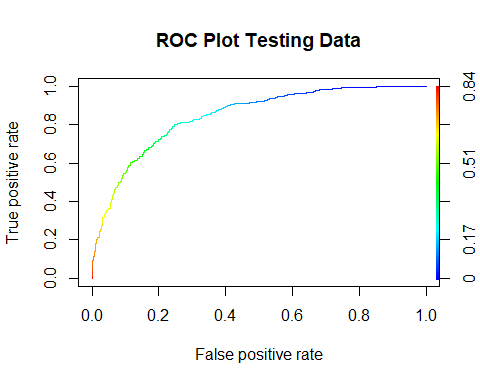 ROC Plot Testing Data
True positive rate
1.0
0.8
0.6
0.4
0.2
0.0
0.84
0.51
0.17
0
0.0 0.2 0.4 0.6 0.8 1.0
False positive rate